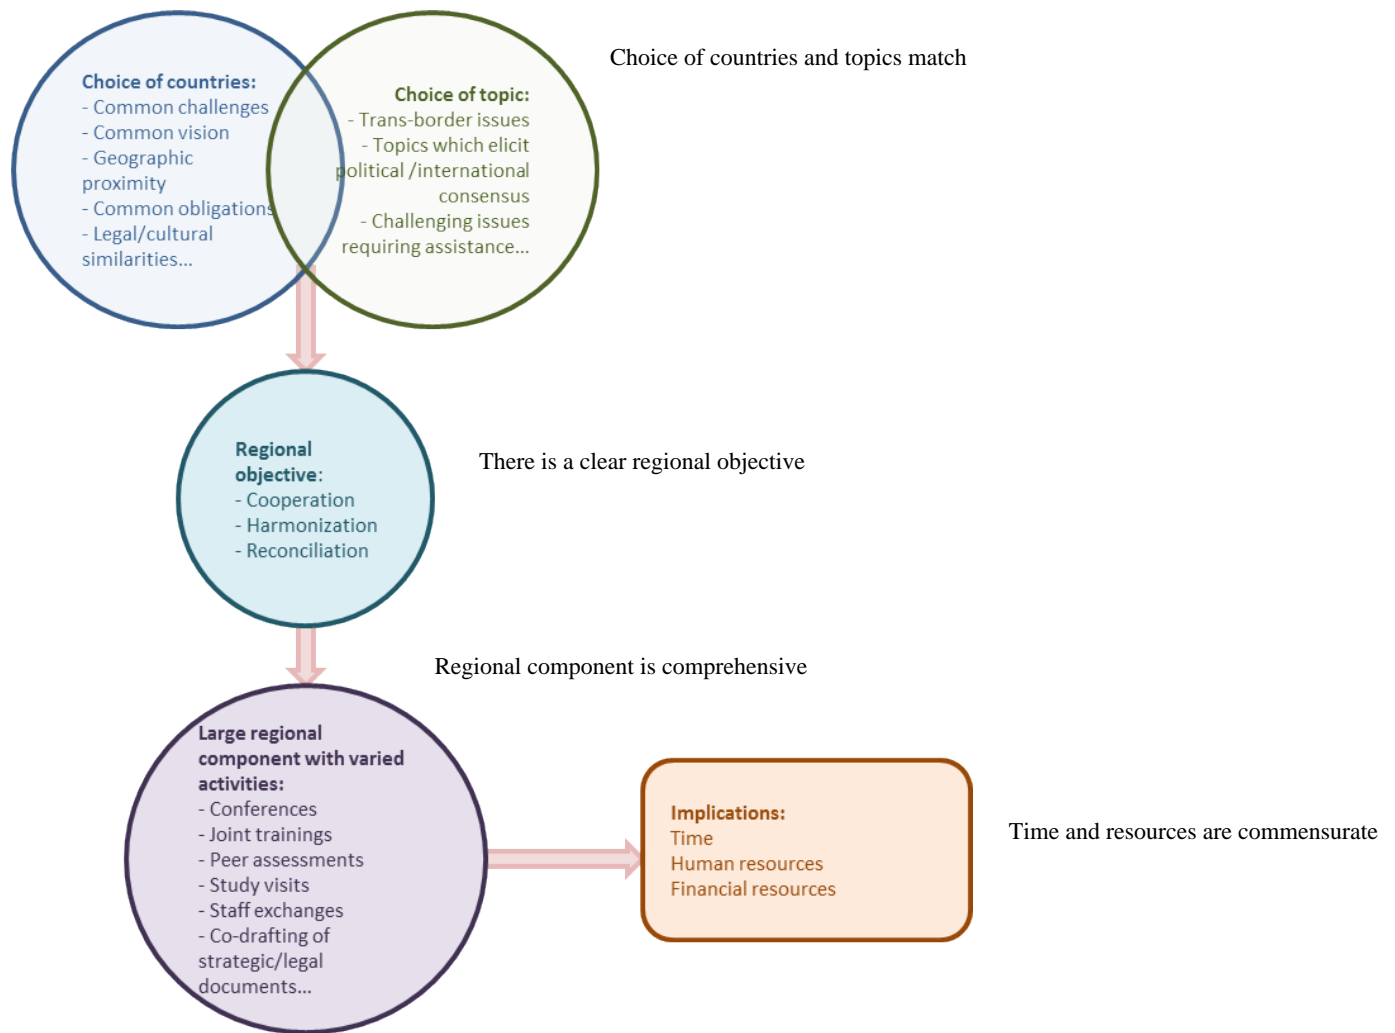 Choice of countries and topics match
Choice of countries:
- Common challenges
- Common vision
- Geographic
proximity
- Common obligations
- Legal/cultural
similarities...
Choice of topic:
- Trans-border issues
- Topics which elicit
political /international
consensus
- Challenging issues
requiring assistance...
Regional
objective:
- Cooperation
- Harmonization
- Reconciliation
There is a clear regional objective
Regional component is comprehensive
Large regional
component with varied
activities:
- Conferences
- Joint trainings
- Peer assessments
- Study visits
- Staff exchanges
- Co-drafting of
strategic/legal
documents...
Implications:
Time
Human resources
Financial resources
Time and resources are commensurate